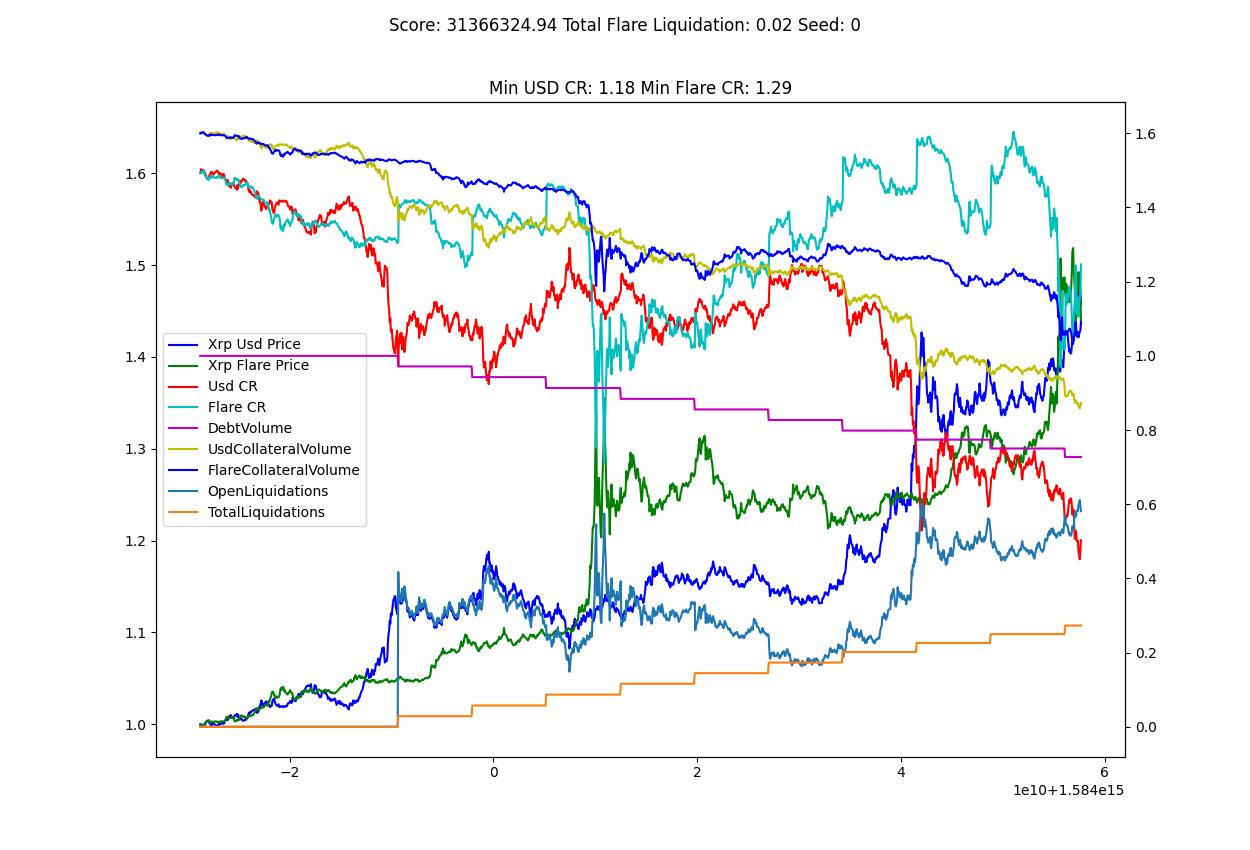 Score: 31366324.94 Total Flare Liquidation: 0.02 Seed: 0
Min USD CR: 1.18 Min Flare CR: 1.29
1.6
1.5
1.4
1.3
1.2
1.1
1.0
Xrp Usd Price
Xrp Flare Price
Usd CR
Flare CR
DebtVolume
UsdCollateralVolume
FlareCollateralVolume
OpenLiquidations
TotalLiquidations
1.6
1.4
1.2
1.0
0.8
0.6
0.4
0.2
0.0
−2
0
2
4
6
1e10+1.584e15